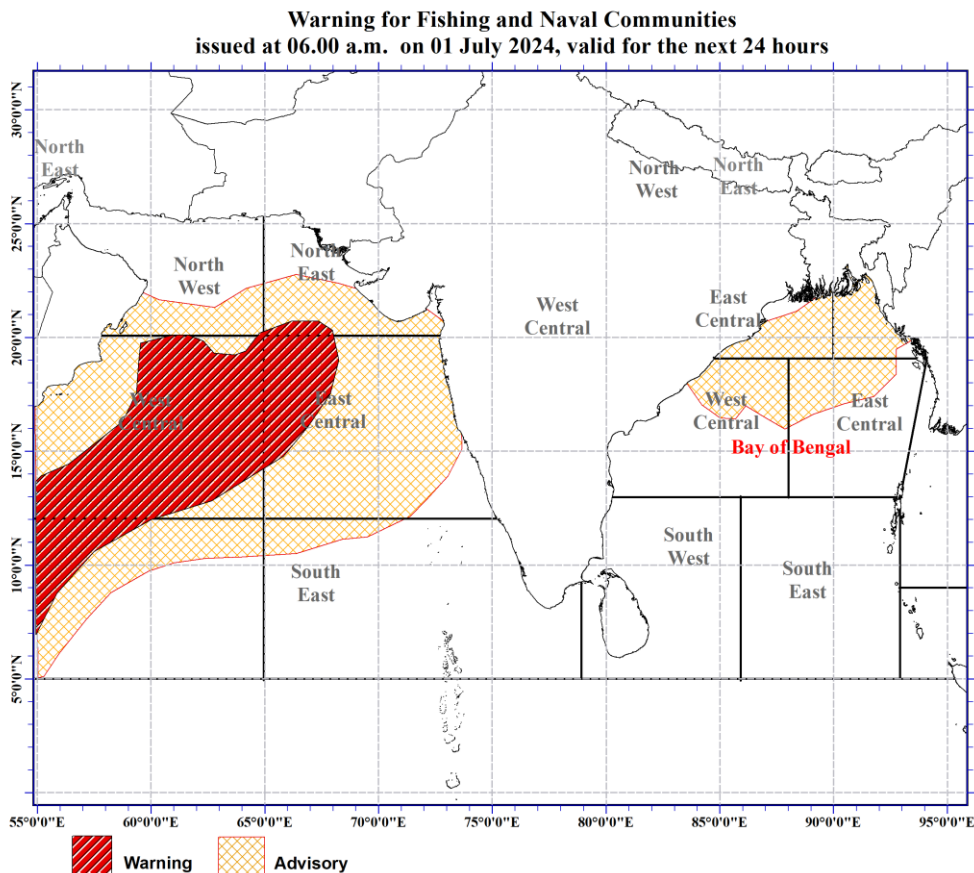 Warning for Fishing and Naval Communities
issued at 06.00 a.m. on 01 July 2024, valid for the next 24 hours
30°0'0"N
25°0'0"N
20°0'0"N
15°0'0"N
10°0'0"N
5°0'0"N
North
East
North
West
North
East
North
West
North
East
West
Central
East
Central
West
Central
East
Central
West
Central
East
Central
Bay of Bengal
South
West
South
East
South
East
55°0'0"E
60°0'0"E
65°0'0"E
70°0'0"E
75°0'0"E
80°0'0"E
85°0'0"E
90°0'0"E
95°0'0"E
Warning
Advisory